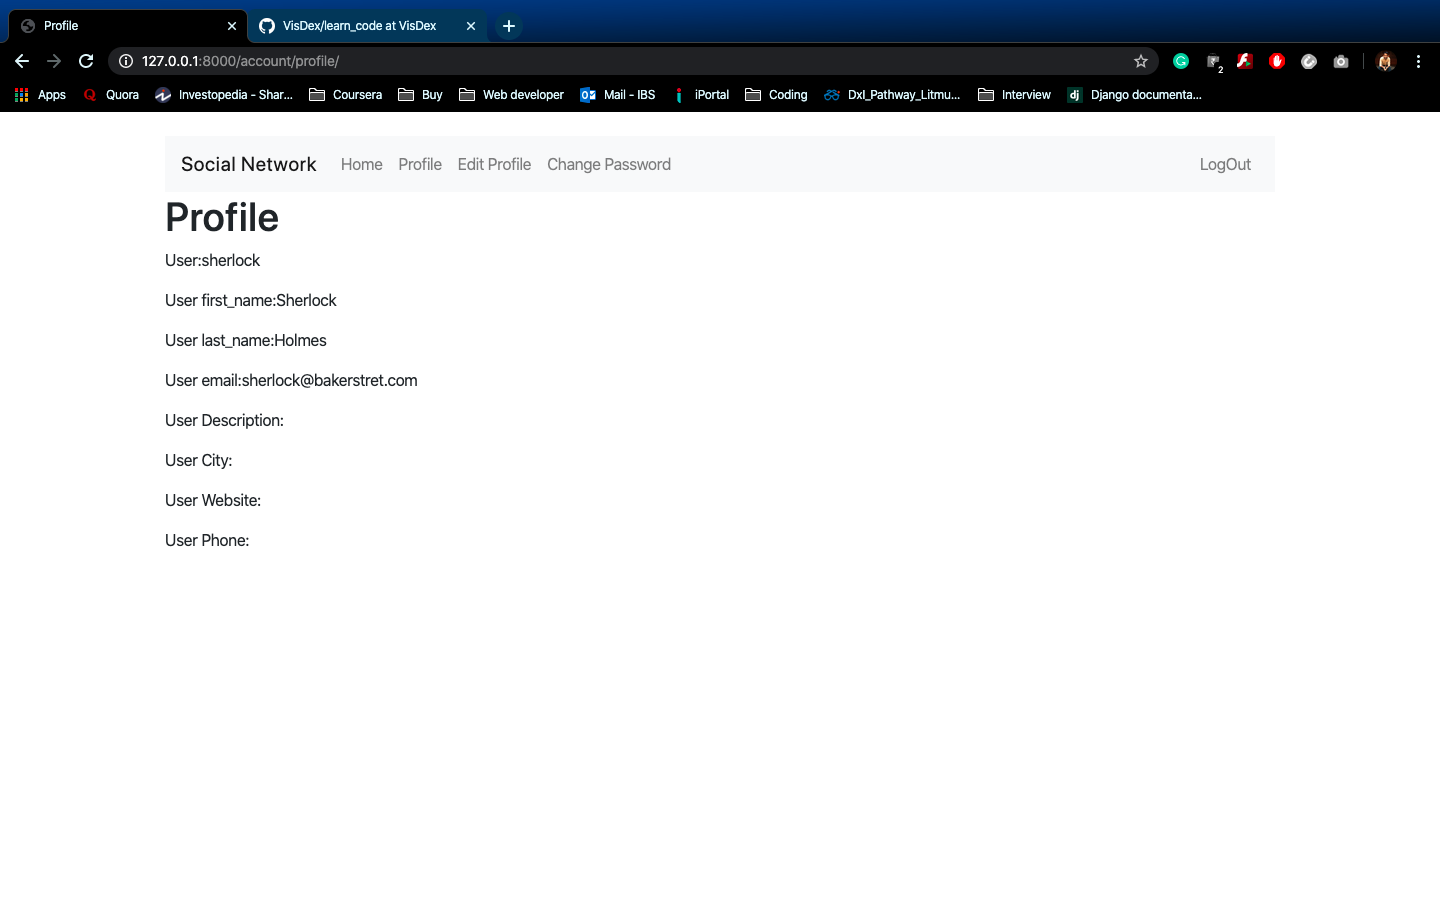 Profile
VisDex/learn_code at VisDex
127.0.0.1:8000/account/profile/
2
Apps Quora Investopedia - Shar... Coursera Buy Web developer Mail - IBS iPortal Coding DxI_Pathway_Litmu... Interview dj Django documenta...
Social Network Home Profile Edit Profile Change Password LogOut
Profile
User:sherlock
User first_name:Sherlock
User last_name:Holmes
User email:sherlock@bakerstret.com
User Description:
User City:
User Website:
User Phone: